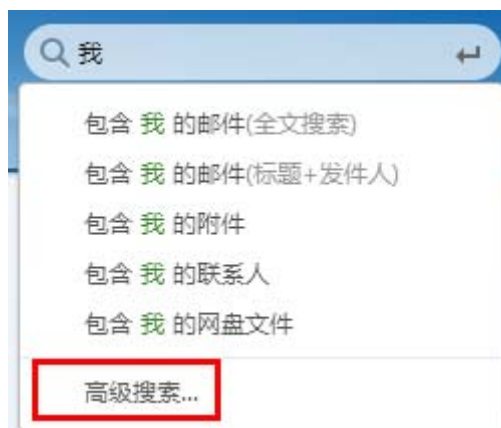 我
包含 我 的邮件(全文搜索)
包含 我 的邮件(标题+发件人)
包含 我 的附件
包含 我 的联系人
包含 我 的网盘文件
高级搜索...